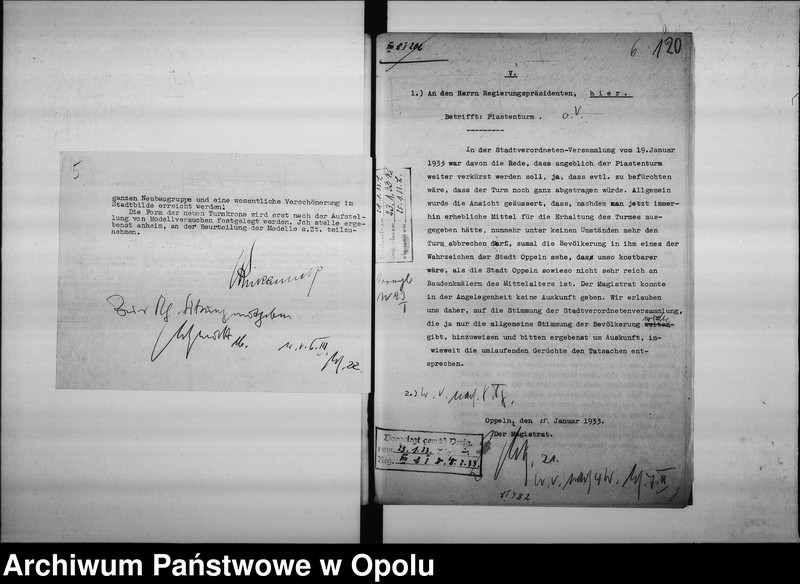 5
ganzen Neubaugruppe und eine wesentliche Verschönerung im
Stadtbilde erreicht werden.
Die Form der neuen Turmkrone wird erst nach der Aufstel-
lung von Modellversuchen festgelegt werden. Ich stelle erge-
benst anheim, an der Beurteilung der Modelle s.Zt. teilzu-
nehmen.
6 120
V.
1.) An den Herrn Regierungspräsidenten, hier.
Betrifft: Piastenturm. o.V.
In der Stadtverordneten-Versammlung vom 19.Januar
1933 war davon die Rede, dass angeblich der Piastenturm
weiter verkürzt werden soll, ja, dass evtl. zu befürchten
wäre, dass der Turm noch ganz abgetragen würde. Allgemein
wurde die Ansicht geäussert, dass, nachdem man jetzt immer-
hin erhebliche Mittel für die Erhaltung des Turmes aus-
gegeben hätte, nunmehr unter keinen Umständen mehr den
Turm abbrechen darf, zumal die Bevölkerung in ihm eines der
Wahrzeichen der Stadt Oppeln sehe, das umso kostbarer
wäre, als die Stadt Oppeln sowieso nicht sehr reich an
Baudenkmälern des Mittelalters ist. Der Magistrat konnte
in der Angelegenheit keine Auskunft geben. Wir erlauben
uns daher, auf die Stimmung der Stadtverordnetenversammlung,
die ja nur die allgemeine Stimmung der Bevölkerung wieder-
gibt, hinzuweisen und bitten ergebenst um Auskunft, in-
wieweit die umlaufenden Gerüchte den Tatsachen ent-
sprechen.
2.)
Oppeln, den Januar 1933.
Der Magistrat.
Vorgelegt gemäß Verfg.
vom
Reg.
Archiwum Państwowe w Opolu